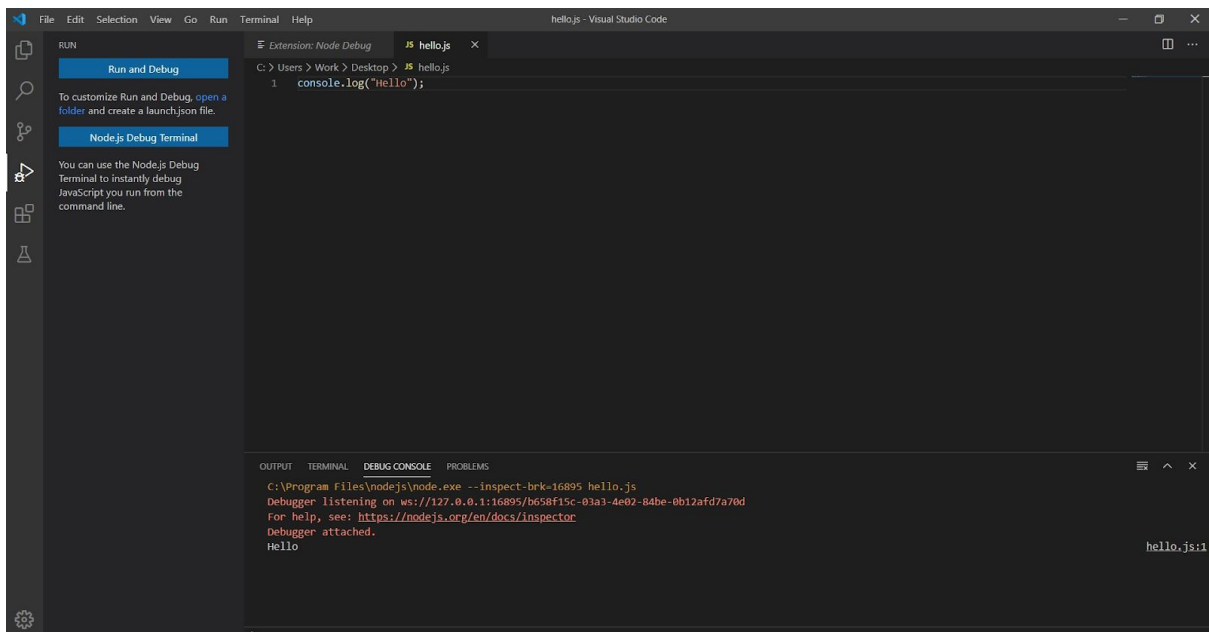 File Edit Selection View Go Run Terminal Help
hello.js - Visual Studio Code
RUN
Run and Debug
To customize Run and Debug, open a
folder and create a launch.json file.
Node.js Debug Terminal
You can use the Node.js Debug
Terminal to instantly debug
JavaScript you run from the
command line.
Extension: Node Debug
JS hello.js
C: > Users > Work > Desktop > JS hello.js
1 console.log("Hello");
OUTPUT TERMINAL DEBUG CONSOLE PROBLEMS
C:\Program Files\nodejs\node.exe --inspect-brk=16895 hello.js
Debugger listening on ws://127.0.0.1:16895/b658f15c-03a3-4e02-84be-0b12afd7a70d
For help, see: https://nodejs.org/en/docs/inspector
Debugger attached.
Hello
hello.js:1